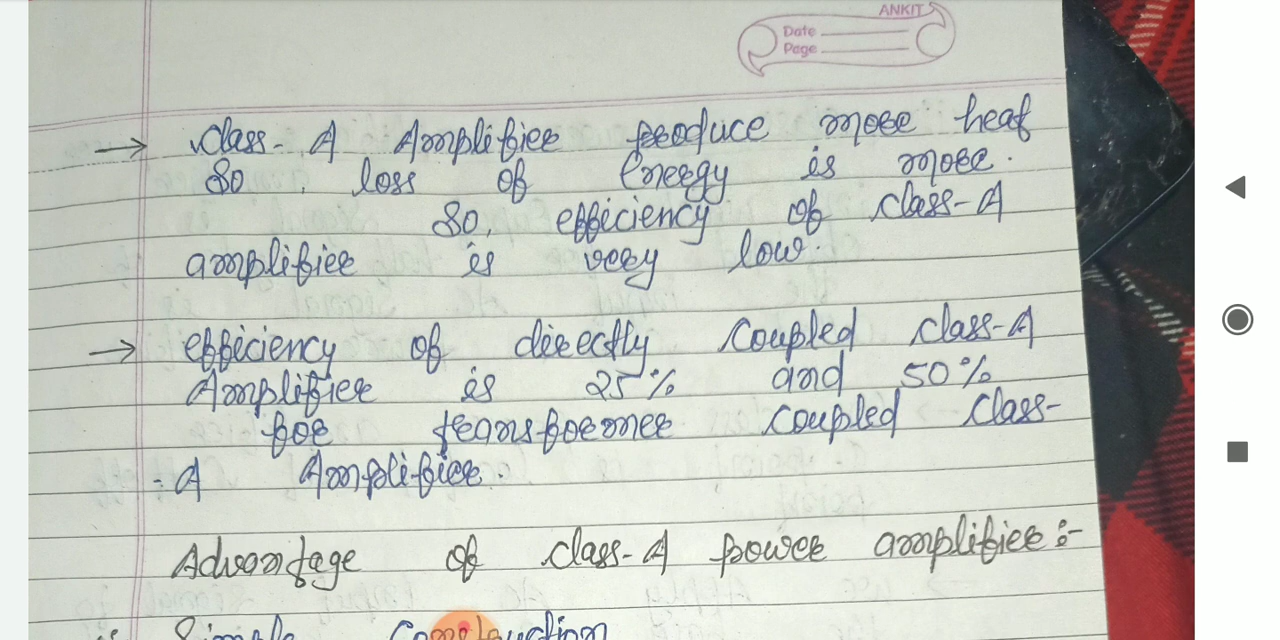 ANKIT
Date
Page
→ Class-A Amplifier produce more heat
So, loss of Energy is more.
So, efficiency of class-A
amplifier is very low.
→ efficiency of directly coupled class-A
Amplifier is 25% and 50%
for transformer coupled class-
-A Amplifier.
Advantage of class-A power amplifier :-
Simple Construction